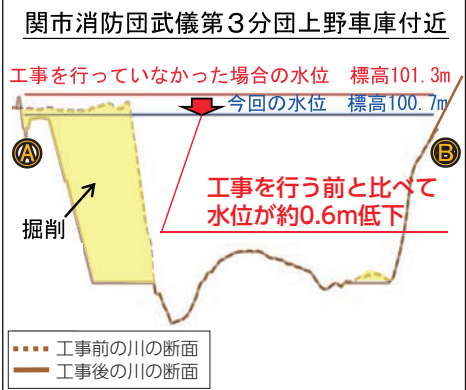 関市消防団武儀第3分団上野車庫付近
工事を行っていなかった場合の水位 標高101.3m
今回の水位 標高100.7m
A
B
工事を行う前と比べて
水位が約0.6m低下
掘削
工事前の川の断面
工事後の川の断面